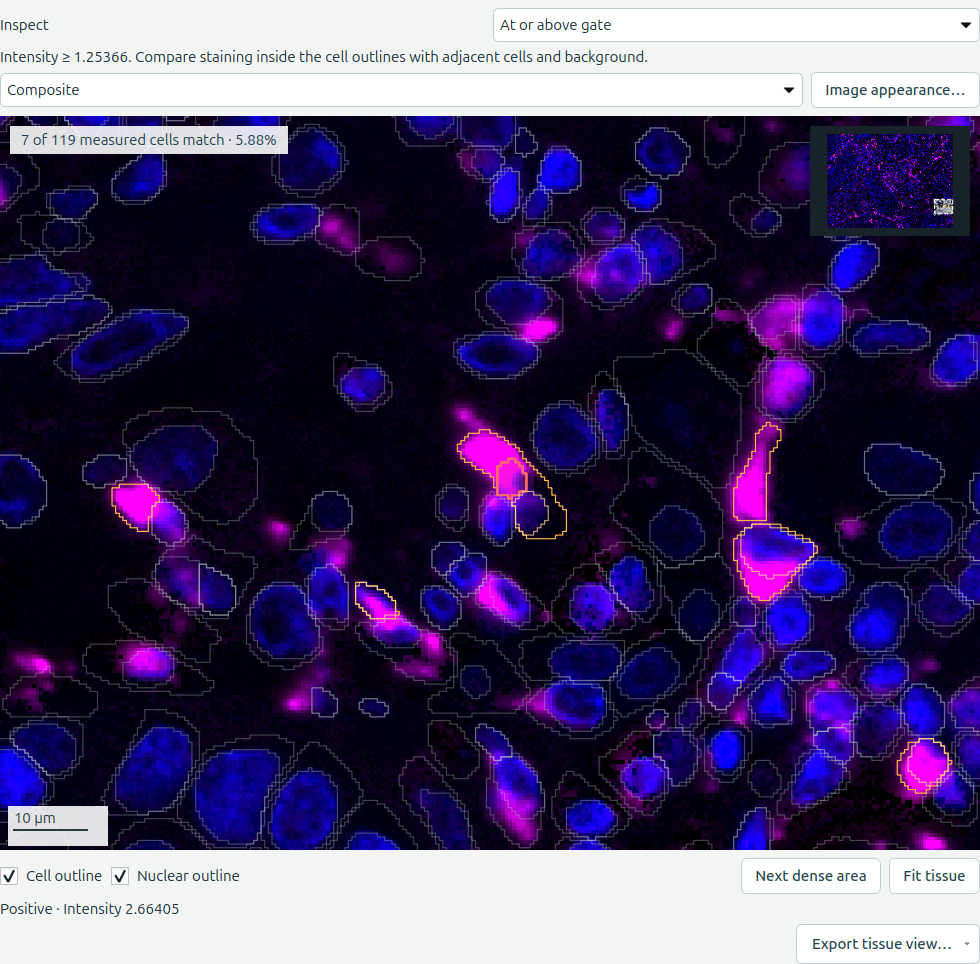 Inspect
At or above gate
Intensity ≥ 1.25366. Compare staining inside the cell outlines with adjacent cells and background.
Composite
Image appearance…
7 of 119 measured cells match · 5.88%
10 µm
Cell outline
Nuclear outline
Next dense area
Fit tissue
Positive · Intensity 2.66405
Export tissue view…